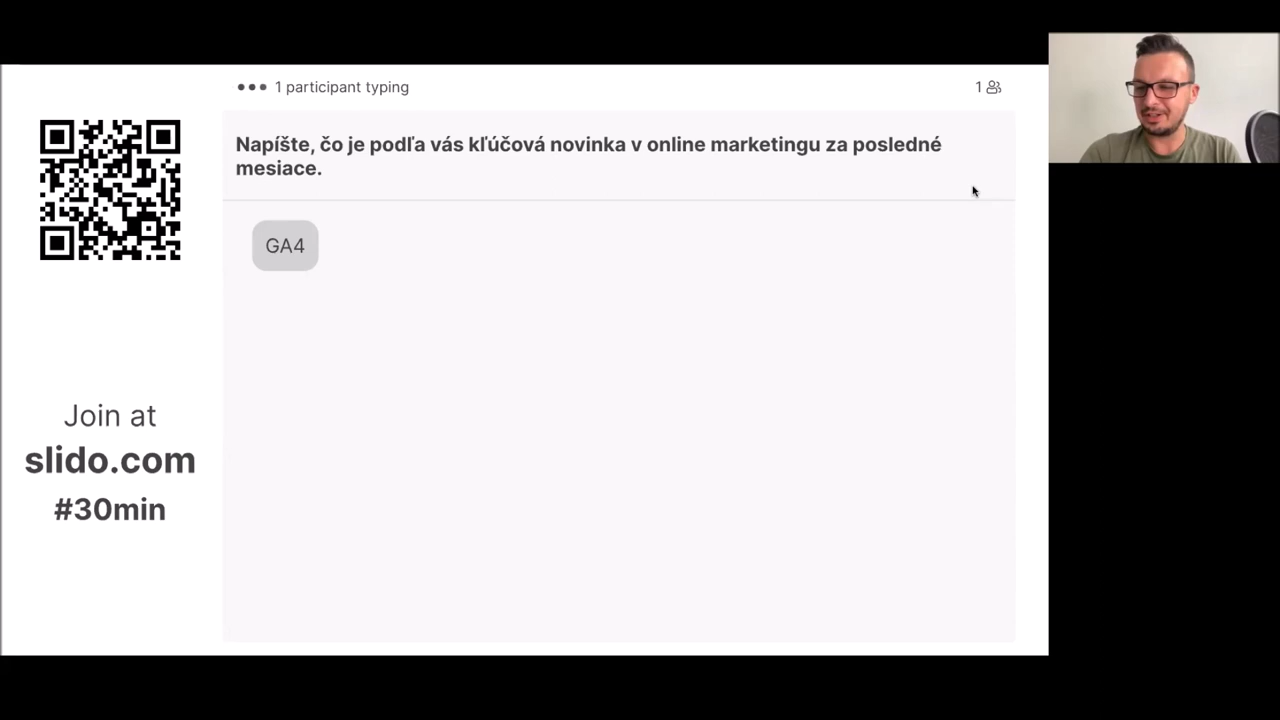 1 participant typing
1
Napíšte, čo je podľa vás kľúčová novinka v online marketingu za posledné
mesiace.
GA4
Join at
slido.com
#30min